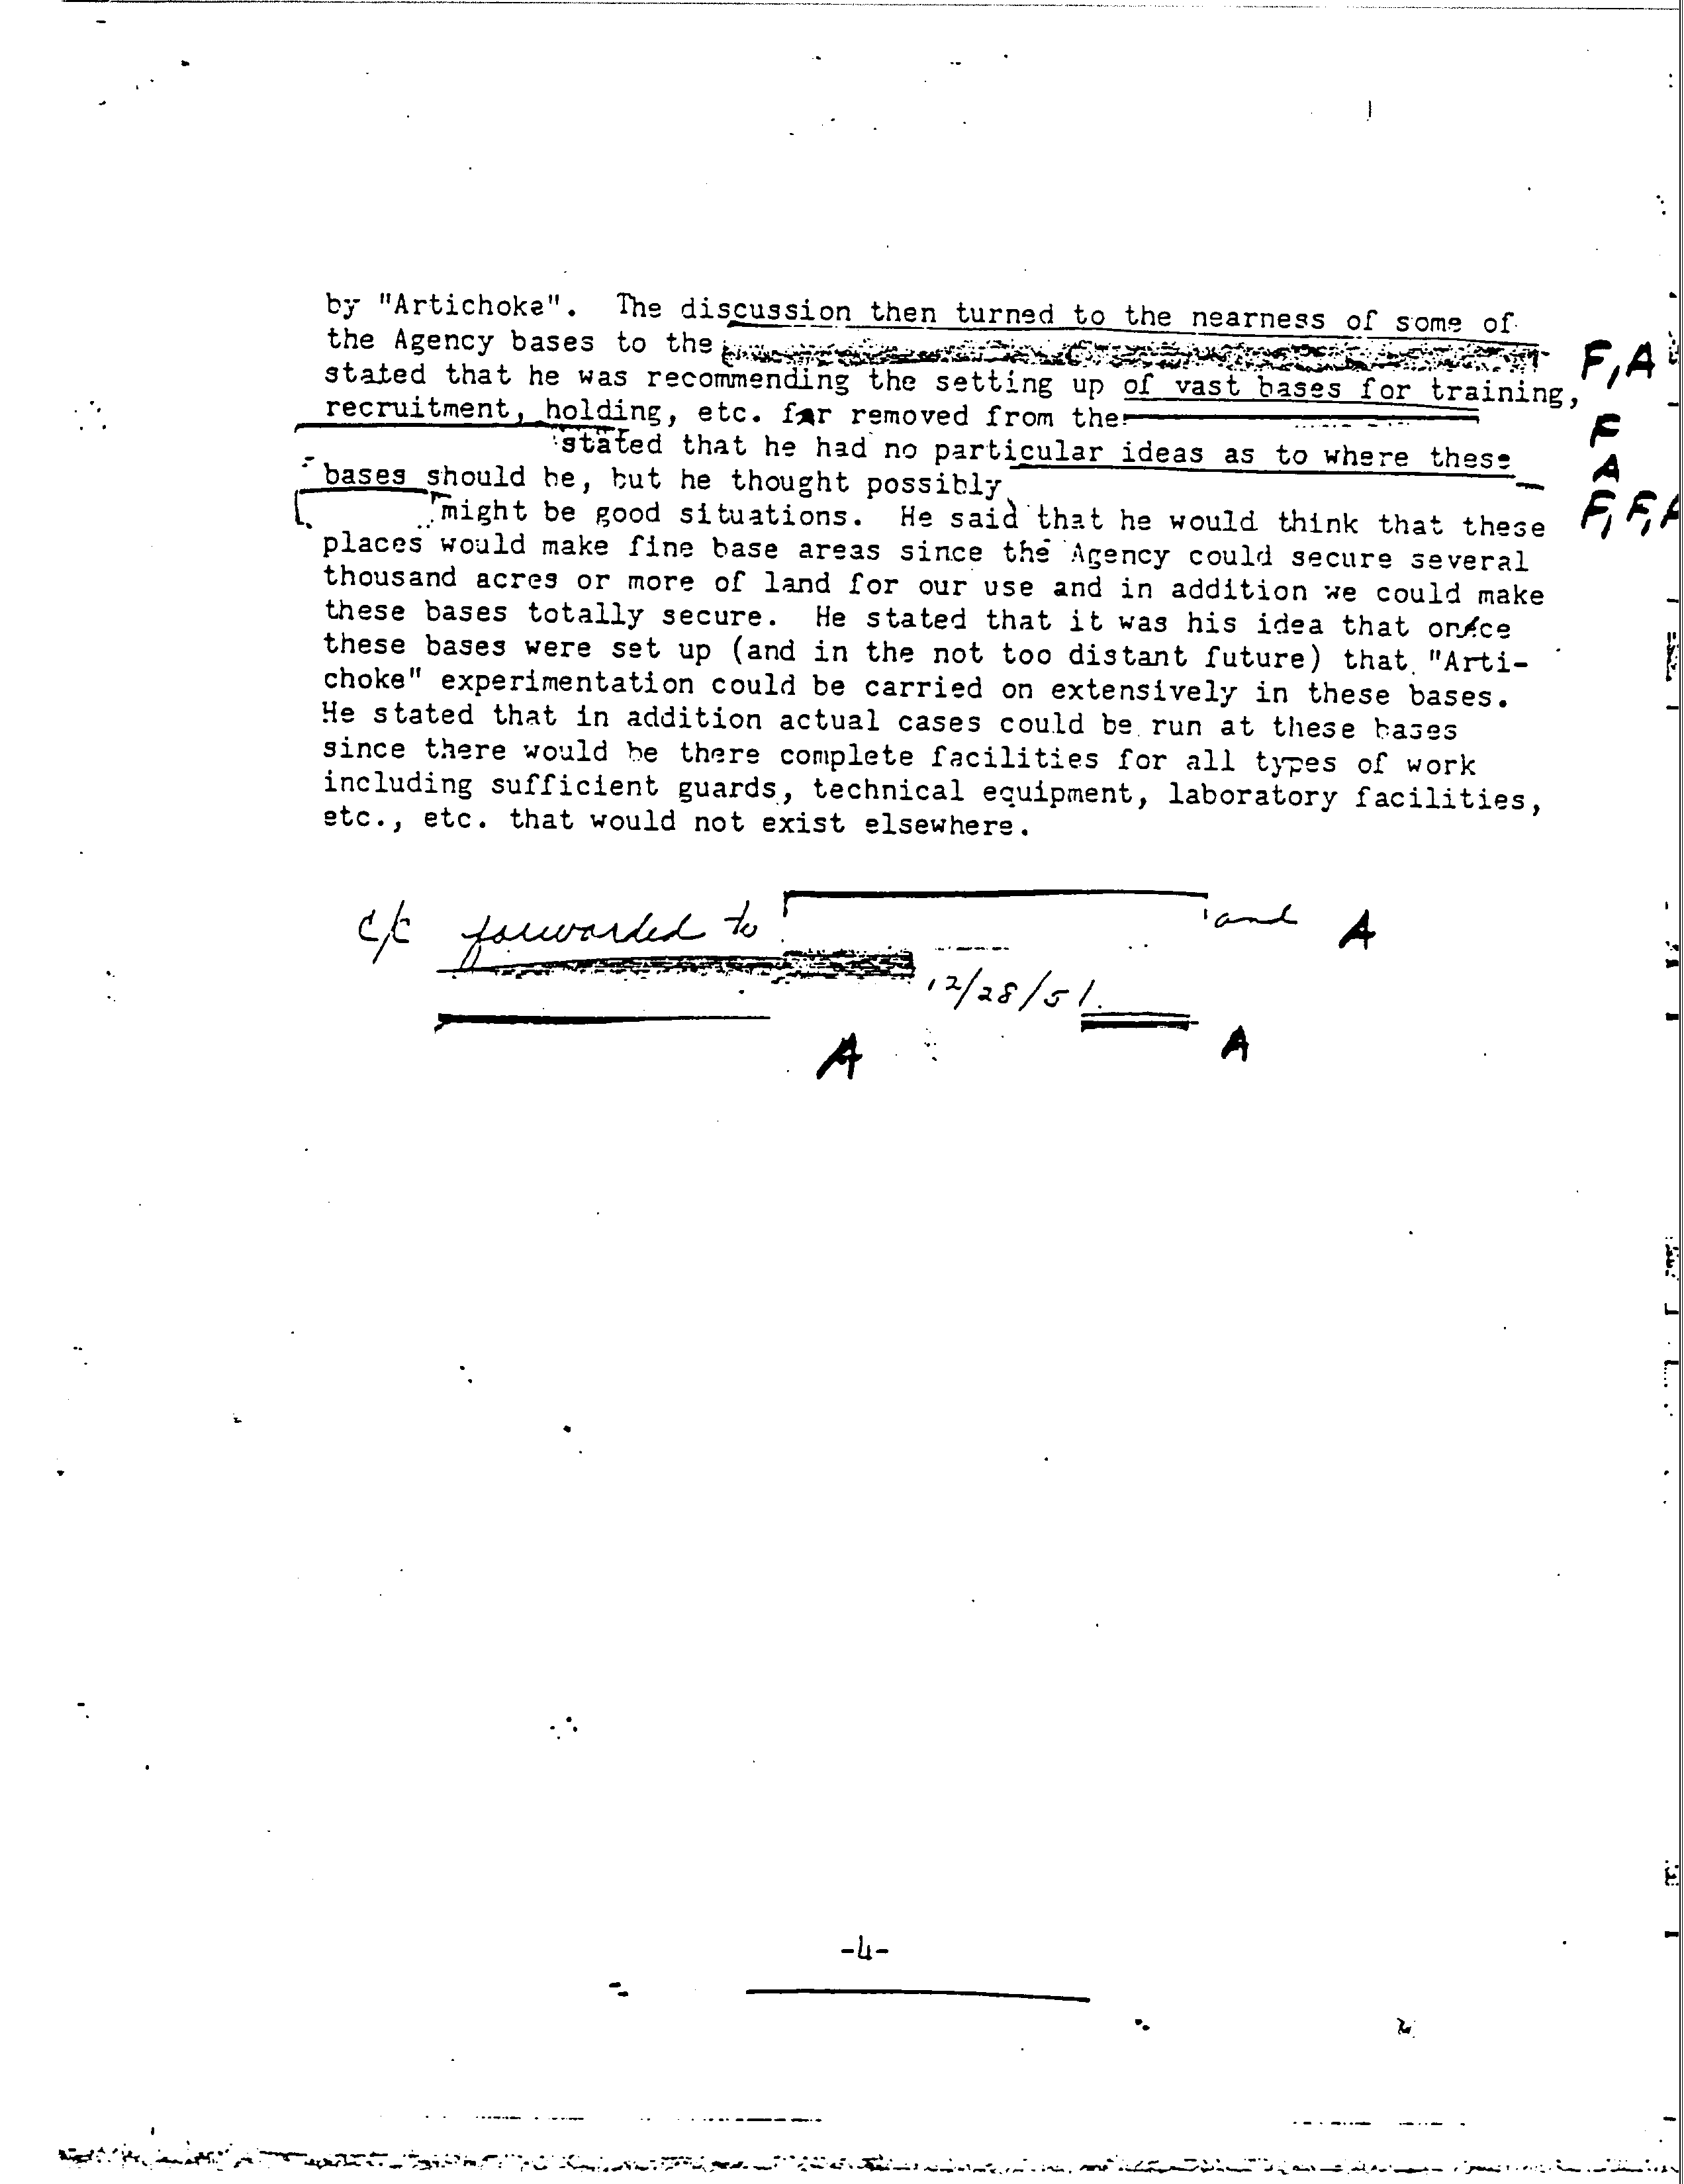 by "Artichoke".  The discussion then turned to the nearness of some of
the Agency bases to the
F,A
stated that he was recommending the setting up of vast bases for training,
recruitment, holding, etc. far removed from the
F
stated that he had no particular ideas as to where these
A
bases should be, but he thought possibly
might be good situations.  He said that he would think that these
F, F, A
places would make fine base areas since the Agency could secure several
thousand acres or more of land for our use and in addition we could make
these bases totally secure.  He stated that it was his idea that once
these bases were set up (and in the not too distant future) that "Arti-
choke" experimentation could be carried on extensively in these bases.
He stated that in addition actual cases could be run at these bases
since there would be there complete facilities for all types of work
including sufficient guards, technical equipment, laboratory facilities,
etc., etc. that would not exist elsewhere.
c/c forwarded to and A
12/28/51.
A A
-4-